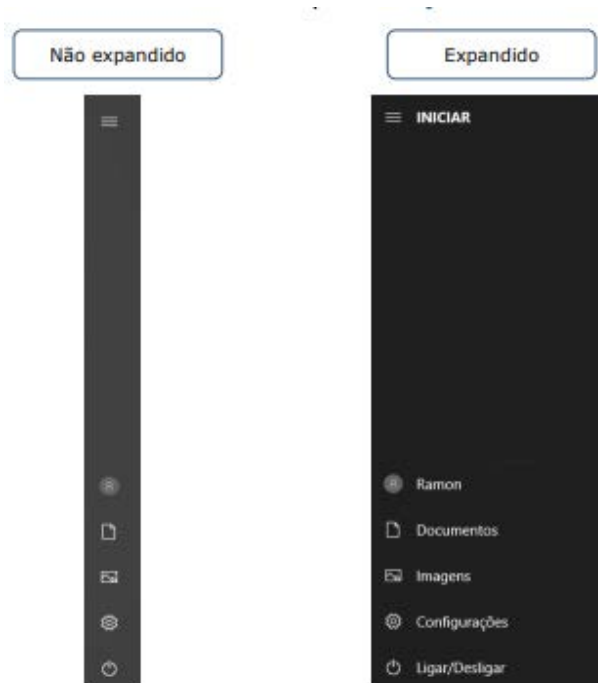 Não expandido
Expandido
INICIAR
Ramon
Documentos
Imagens
Configurações
Ligar/Desligar